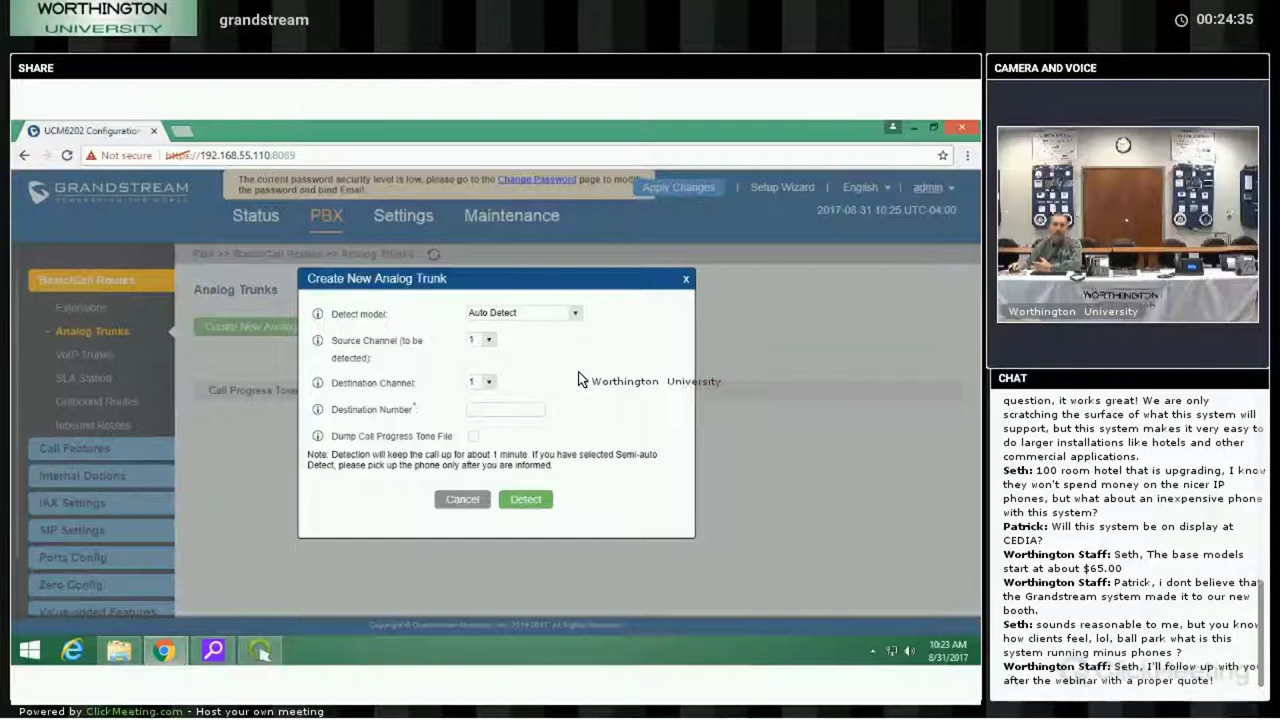 WORTHINGTON
UNIVERSITY
grandstream
00:24:35
SHARE
CAMERA AND VOICE
UCM6202 Configuration
Not secure
https://192.168.55.110:8089
GRANDSTREAM
CONNECTING THE WORLD
The current password security level is low, please go to the Change Password page to modi
the password and bind Email.
Apply Changes
Setup Wizard
English
admin
Status
PBX
Settings
Maintenance
2017-08-31 10:25 UTC-04:00
PBX >> Basic/Call Routes >> Analog Trunks
Basic/Call Routes
Extensions
Analog Trunks
VoIP Trunks
SLA Station
Outbound Routes
Inbound Routes
Call Features
Internal Options
IAX Settings
SIP Settings
Ports Config
Zero Config
Value-added Features
Analog Trunks
Create New Analog
Call Progress Tone
Create New Analog Trunk
x
Detect model:
Auto Detect
Source Channel (to be
detected):
1
Destination Channel:
1
Destination Number*:
Dump Call Progress Tone File
Note: Detection will keep the call up for about 1 minute. If you have selected Semi-auto
Detect, please pick up the phone only after you are informed.
Cancel
Detect
Worthington University
10:23 AM
8/31/2017
WORTHINGTON
Worthington University
CHAT
question, it works great! We are only
scratching the surface of what this system will
support, but this system makes it very easy to
do larger installations like hotels and other
commercial applications.
Seth: 100 room hotel that is upgrading, I know
they won't spend money on the nicer IP
phones, but what about an inexpensive phone
with this system?
Patrick: Will this system be on display at
CEDIA?
Worthington Staff: Seth, The base models
start at about $65.00
Worthington Staff: Patrick, i dont believe that
the Grandstream system made it to our new
booth.
Seth: sounds reasonable to me, but you know
how clients feel, lol, ball park what is this
system running minus phones ?
Worthington Staff: Seth, I'll follow up with you
after the webinar with a proper quote!
ClickMeeting
Powered by ClickMeeting.com - Host your own meeting